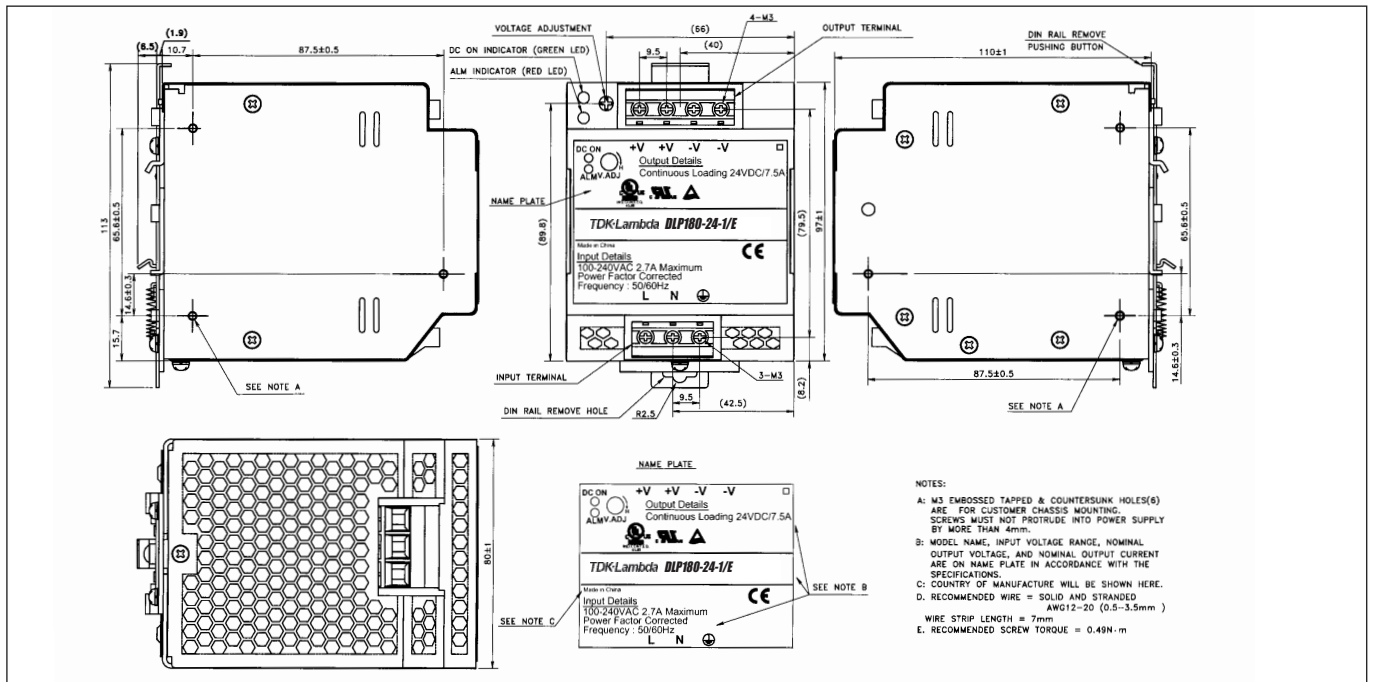 (6.5)
(1.9)
10.7
87.5±0.5
113
65.6±0.5
14.6±0.3
15.7
SEE NOTE A
VOLTAGE ADJUSTMENT
DC ON INDICATOR (GREEN LED)
ALM INDICATOR (RED LED)
(66)
4-M3
OUTPUT TERMINAL
9.5
(40)
DC ON
ALM
V.ADJ
H
+V +V -V -V
Output Details
Continuous Loading 24VDC/7.5A
NAME PLATE
TDK·Lambda DLP180-24-1/E
Made in China
Input Details
100-240VAC 2.7A Maximum
Power Factor Corrected
Frequency : 50/60Hz
L N
CE
(89.8)
(79.5)
97±1
INPUT TERMINAL
3-M3
DIN RAIL REMOVE HOLE
R2.5
9.5
(42.5)
(8.2)
DIN RAIL REMOVE
PUSHING BUTTON
110±1
65.6±0.5
14.6±0.3
87.5±0.5
SEE NOTE A
80±1
NAME PLATE
DC ON
ALM
V.ADJ
H
+V +V -V -V
Output Details
Continuous Loading 24VDC/7.5A
TDK·Lambda DLP180-24-1/E
Made in China
Input Details
100-240VAC 2.7A Maximum
Power Factor Corrected
Frequency : 50/60Hz
L N
CE
SEE NOTE B
SEE NOTE C
NOTES:
A: M3 EMBOSSED TAPPED & COUNTERSUNK HOLES(6)
ARE FOR CUSTOMER CHASSIS MOUNTING.
SCREWS MUST NOT PROTRUDE INTO POWER SUPPLY
BY MORE THAN 4mm.
B: MODEL NAME, INPUT VOLTAGE RANGE, NOMINAL
OUTPUT VOLTAGE, AND NOMINAL OUTPUT CURRENT
ARE ON NAME PLATE IN ACCORDANCE WITH THE
SPECIFICATIONS.
C: COUNTRY OF MANUFACTURE WILL BE SHOWN HERE.
D. RECOMMENDED WIRE = SOLID AND STRANDED
AWG12-20 (0.5-3.5mm )
WIRE STRIP LENGTH = 7mm
E. RECOMMENDED SCREW TORQUE = 0.49N·m